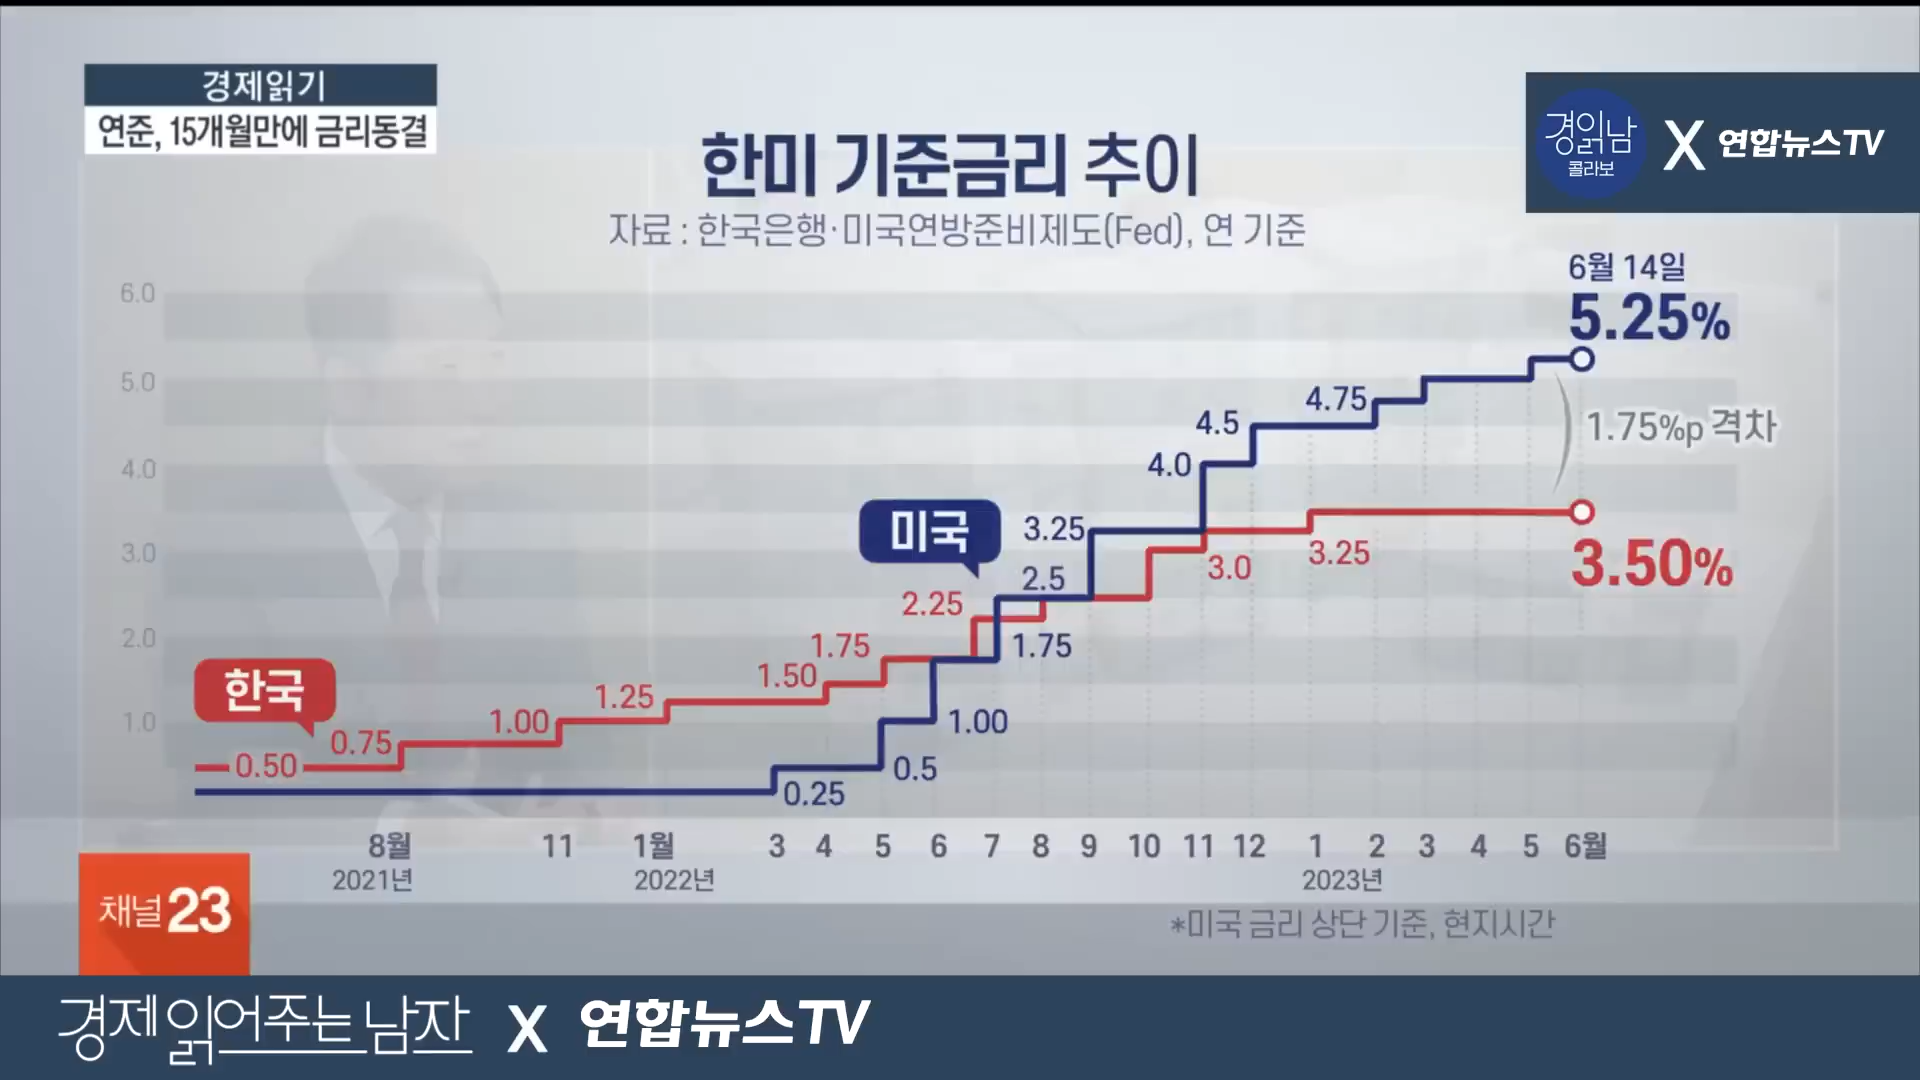 경제읽기
연준, 15개월만에 금리동결
경읽남
콜라보
X 연합뉴스TV
한미 기준금리 추이
자료 : 한국은행·미국연방준비제도(Fed), 연 기준
6월 14일
5.25%
6.0
5.0
4.0
3.0
2.0
1.0
1.75%p 격차
4.75
4.5
4.0
미국
3.25
2.5
1.75
1.00
0.5
0.25
3.50%
3.25
3.0
2.25
1.75
1.50
1.25
1.00
0.75
한국
0.50
8월 11 1월 3 4 5 6 7 8 9 10 11 12 1 2 3 4 5 6월
2021년 2022년 2023년
*미국 금리 상단 기준, 현지시간
채널 23
경제 읽어주는 남자 X 연합뉴스TV